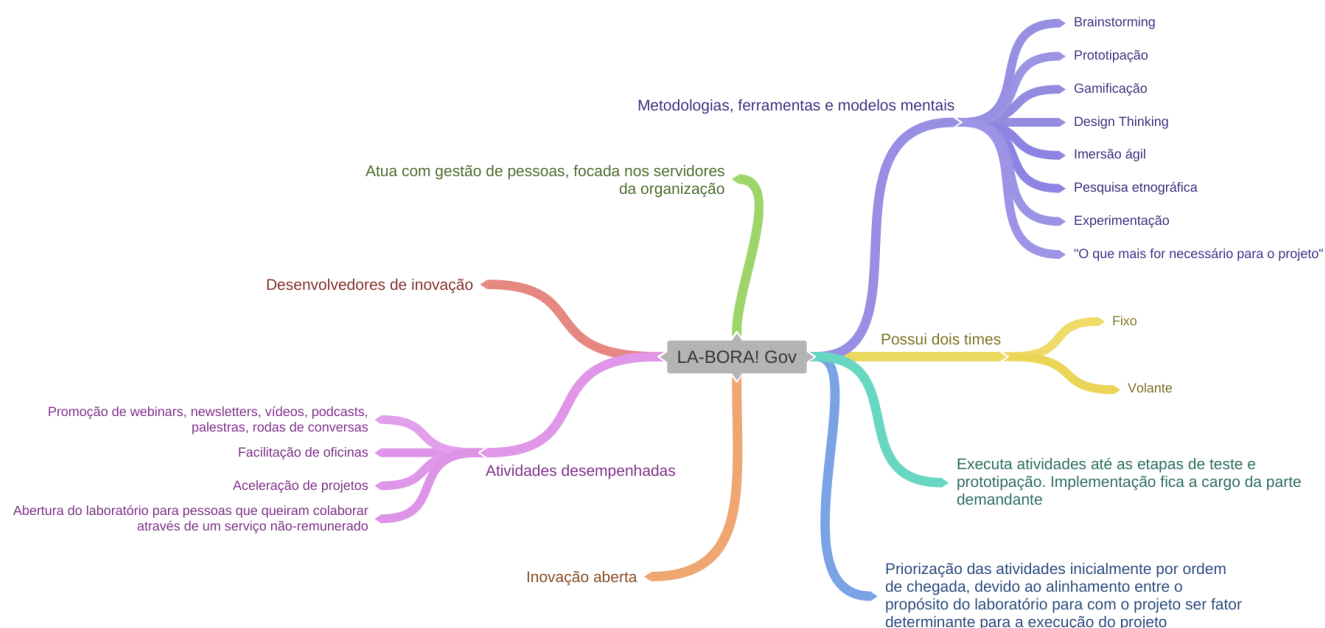 LA-BORA! Gov
Metodologias, ferramentas e modelos mentais
Brainstorming
Prototipação
Gamificação
Design Thinking
Imersão ágil
Pesquisa etnográfica
Experimentação
"O que mais for necessário para o projeto"
Possui dois times
Fixo
Volante
Executa atividades até as etapas de teste e
prototipação. Implementação fica a cargo da parte
demandante
Priorização das atividades inicialmente por ordem
de chegada, devido ao alinhamento entre o
propósito do laboratório para com o projeto ser fator
determinante para a execução do projeto
Atua com gestão de pessoas, focada nos servidores
da organização
Desenvolvedores de inovação
Atividades desempenhadas
Promoção de webinars, newsletters, vídeos, podcasts,
palestras, rodas de conversas
Facilitação de oficinas
Aceleração de projetos
Abertura do laboratório para pessoas que queiram colaborar
através de um serviço não-remunerado
Inovação aberta